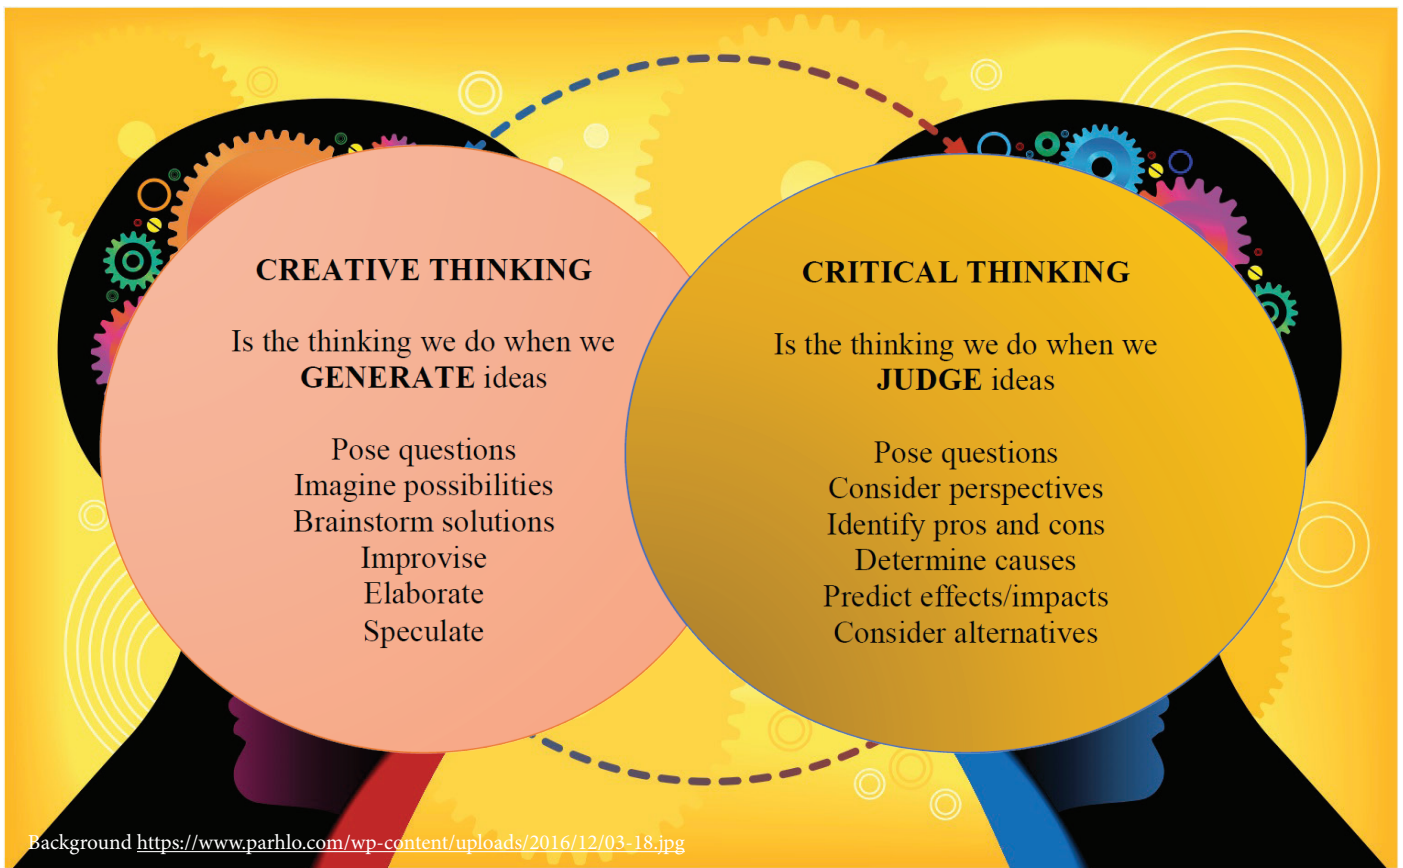 CREATIVE THINKING
Is the thinking we do when we
GENERATE ideas
Pose questions
Imagine possibilities
Brainstorm solutions
Improvise
Elaborate
Speculate
CRITICAL THINKING
Is the thinking we do when we
JUDGE ideas
Pose questions
Consider perspectives
Identify pros and cons
Determine causes
Predict effects/impacts
Consider alternatives
Background https://www.parhlo.com/wp-content/uploads/2016/12/03-18.jpg